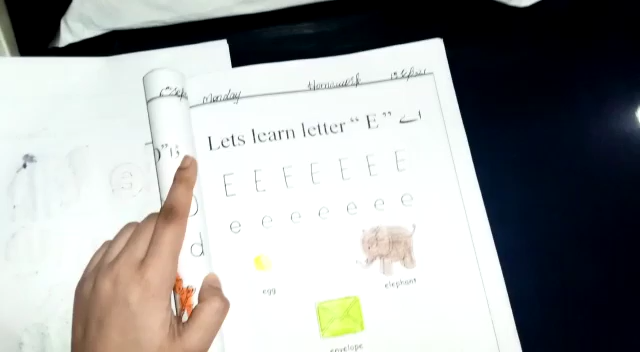 Monday Homework
Lets learn letter " E "
E E E E E E E
e e e e e e e
d
egg
elephant
envelope